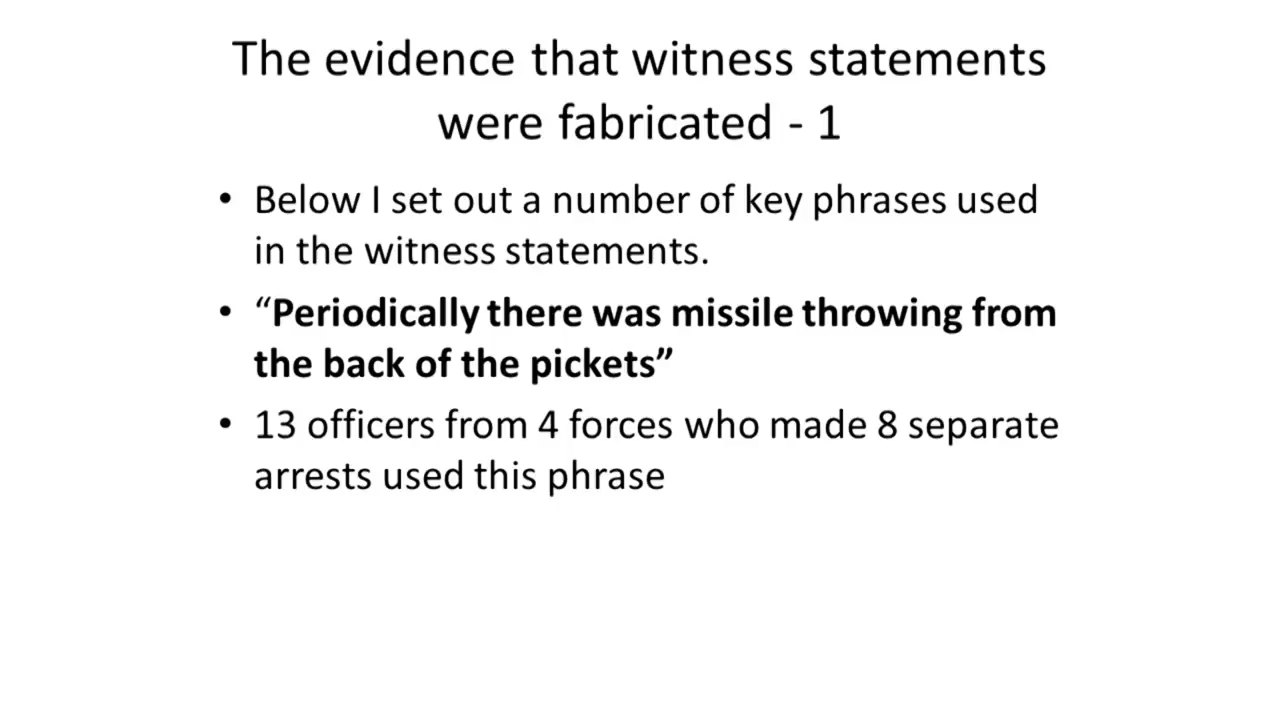 The evidence that witness statements
were fabricated - 1
• Below I set out a number of key phrases used
in the witness statements.
• “Periodically there was missile throwing from
the back of the pickets”
• 13 officers from 4 forces who made 8 separate
arrests used this phrase